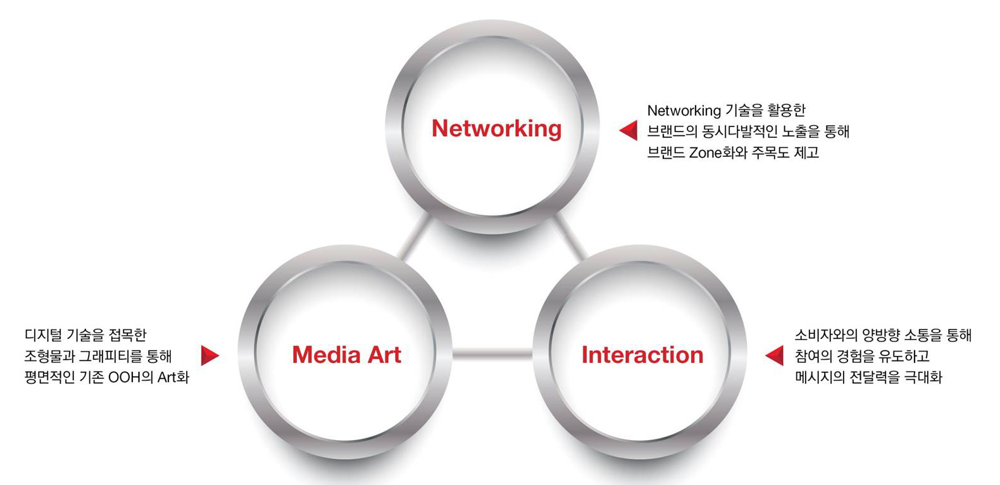 Networking
Networking 기술을 활용한
브랜드의 동시다발적인 노출을 통해
브랜드 Zone화와 주목도 제고
디지털 기술을 접목한
조형물과 그래피티를 통해
평면적인 기존 OOH의 Art화
Media Art
Interaction
소비자와의 양방향 소통을 통해
참여의 경험을 유도하고
메시지의 전달력을 극대화